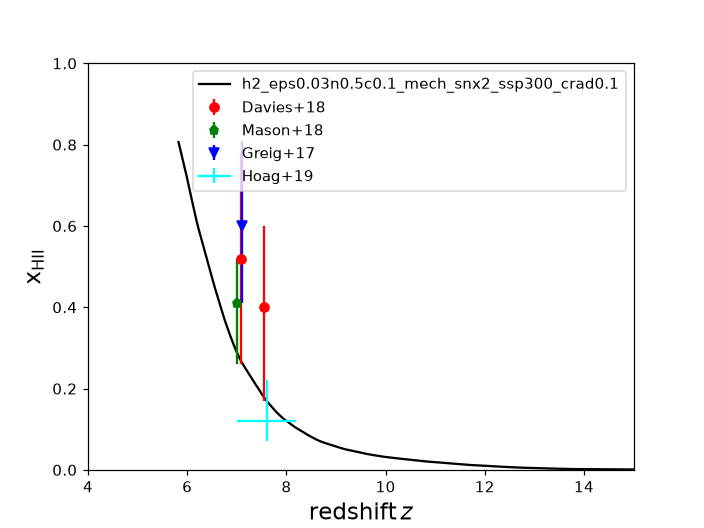 1.0
h2_eps0.03n0.5c0.1_mech_snx2_ssp300_crad0.1
Davies+18
Mason+18
Greig+17
Hoag+19
0.8
0.6
0.4
0.2
0.0
xHII
4 6 8 10 12 14
redshift z